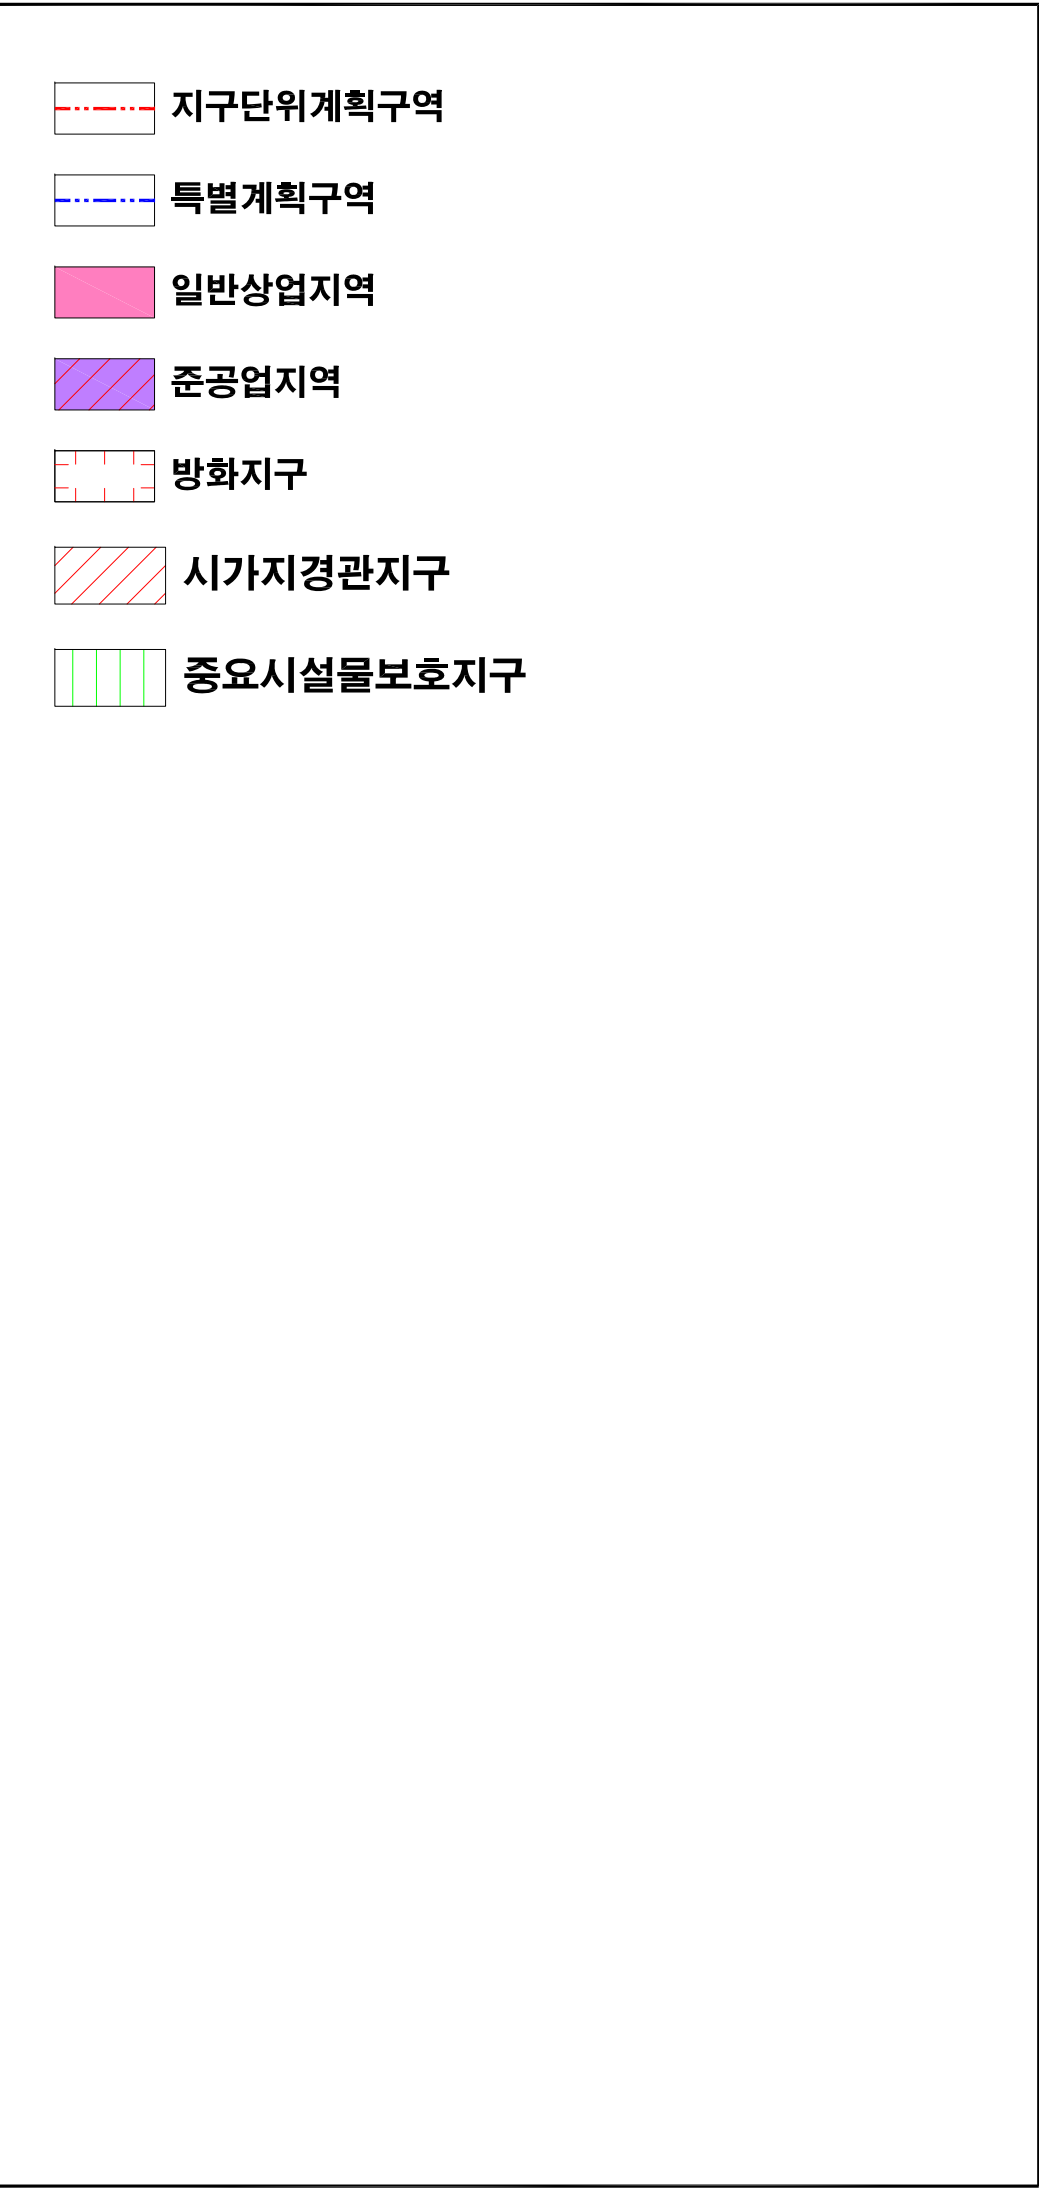 지구단위계획구역
특별계획구역
일반상업지역
준공업지역
방화지구
시가지경관지구
중요시설물보호지구